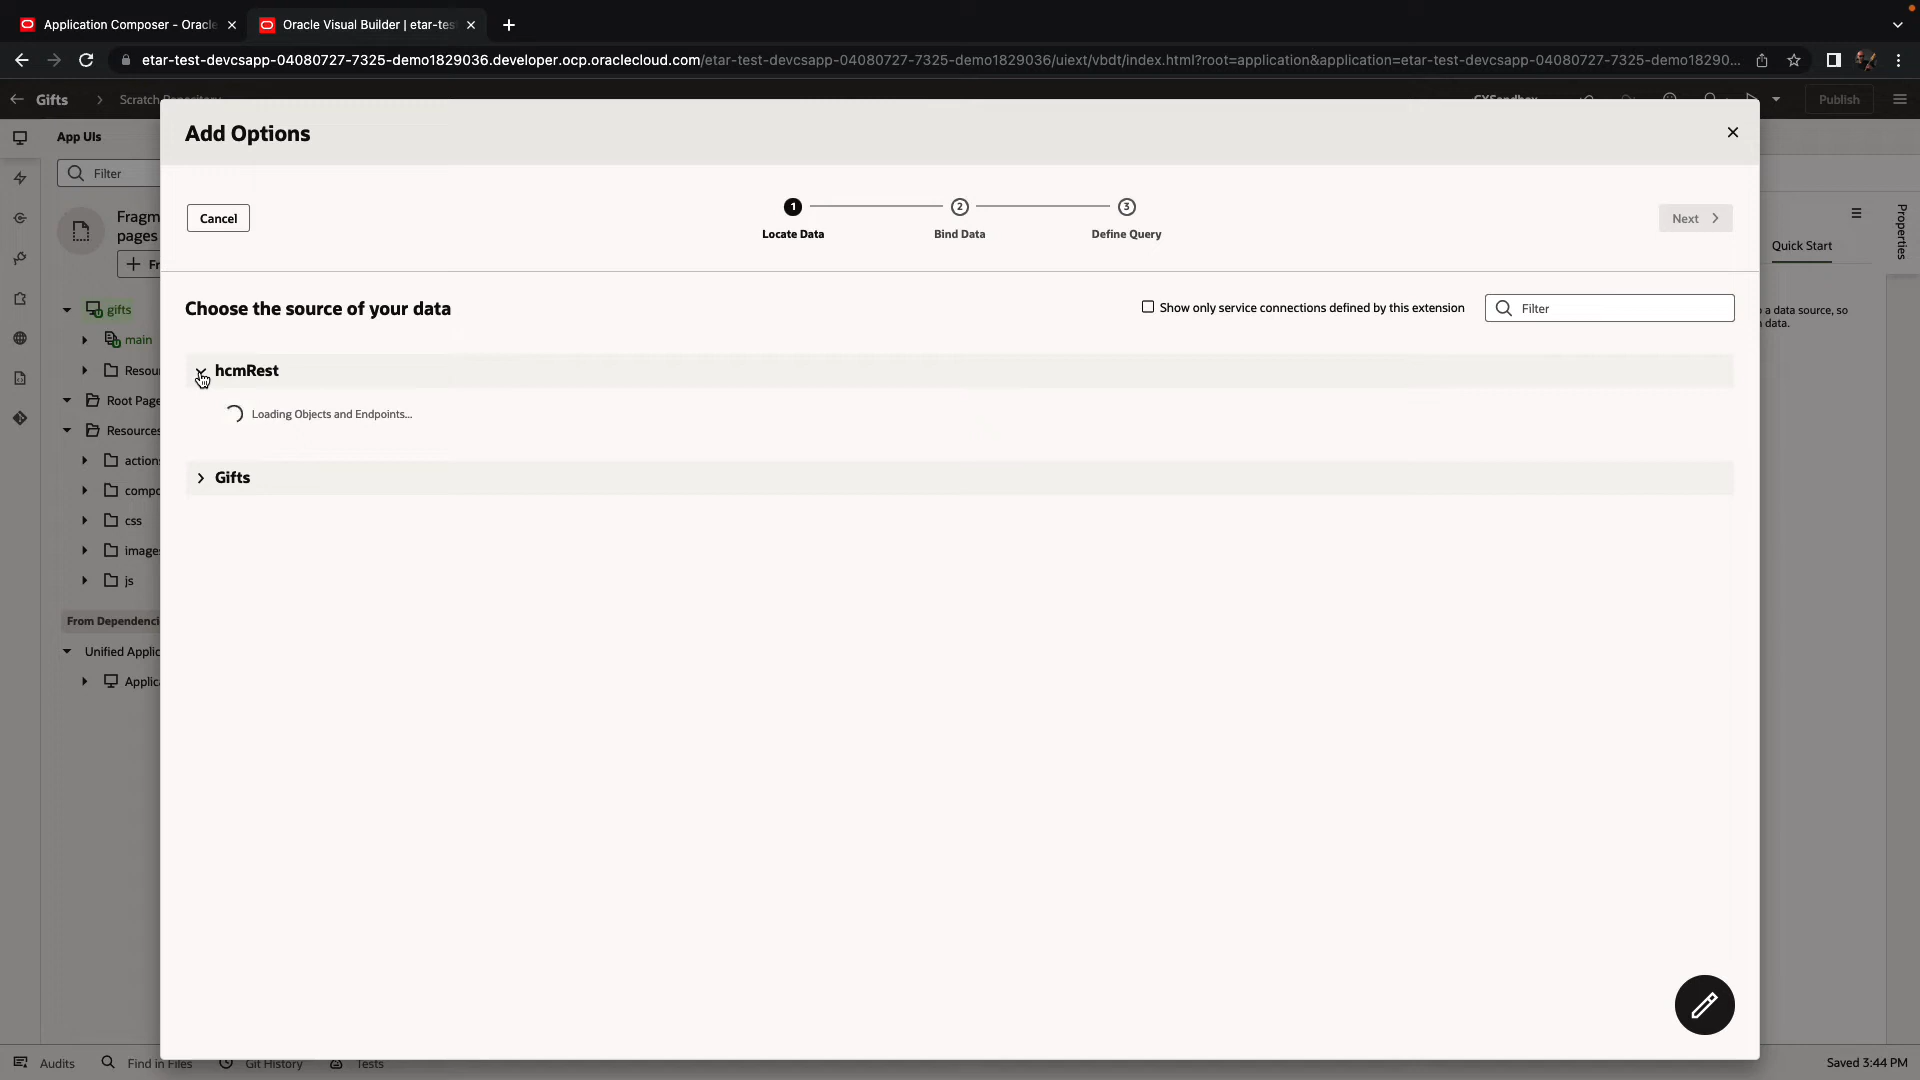 Application Composer - Oracle
Oracle Visual Builder | etar-tes
etar-test-devcsapp-04080727-7325-demo1829036.developer.ocp.oraclecloud.com/etar-test-devcsapp-04080727-7325-demo1829036/uiext/vbdt/index.html?root=application&application=etar-test-devcsapp-04080727-7325-demo18290...
Gifts
Scratch Repository
CXSandbox
Publish
App UIs
Filter
Fragm
pages
Fr
gifts
main
Resou
Root Page
Resources
action
compo
css
images
js
From Dependenci
Unified Applic
Applica
Add Options
Cancel
1
2
3
Locate Data
Bind Data
Define Query
Next
Choose the source of your data
Show only service connections defined by this extension
Filter
hcmRest
Loading Objects and Endpoints...
Gifts
Quick Start
a data source, so
data.
Properties
Audits
Find in Files
Git History
Tests
Saved 3:44 PM